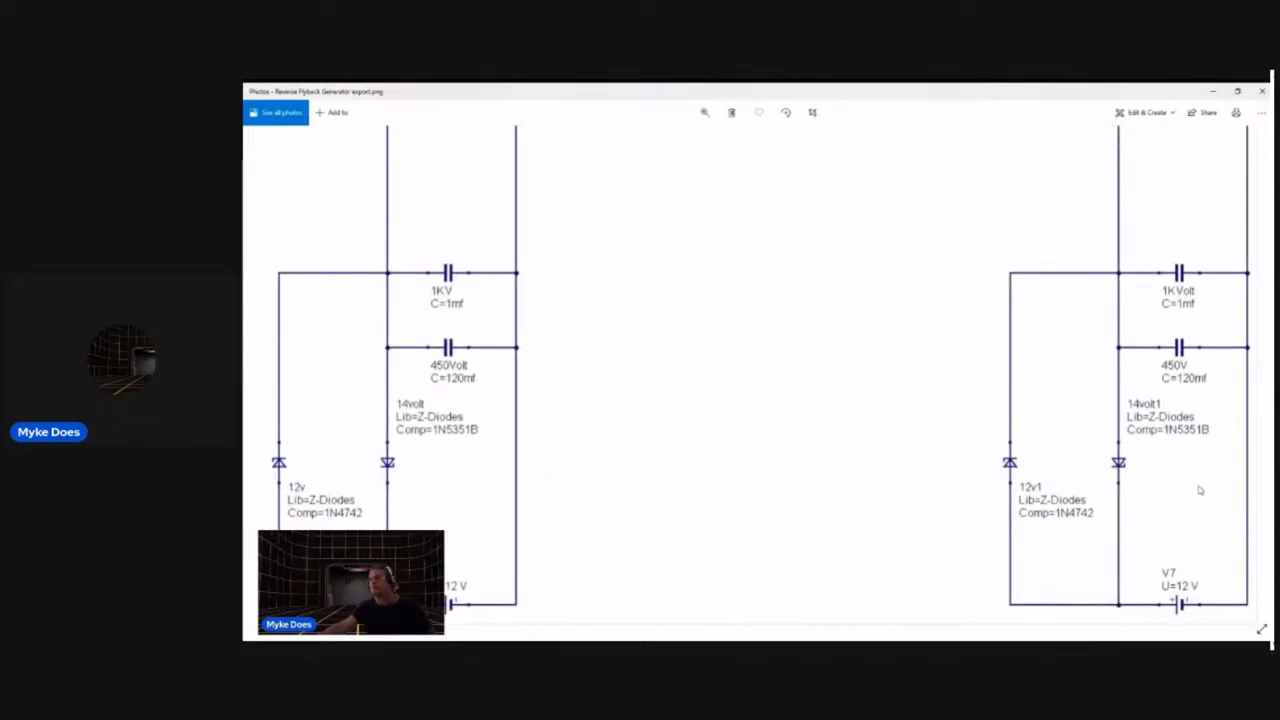 Photos - Reverse Flyback Generator export.png
See all photos
Add to
Edit & Create
Share
1KV
C=1mf
450Volt
C=120mf
14volt
Lib=Z-Diodes
Comp=1N5351B
12v
Lib=Z-Diodes
Comp=1N4742
12 V
1KVolt
C=1mf
450V
C=120mf
14volt1
Lib=Z-Diodes
Comp=1N5351B
12v1
Lib=Z-Diodes
Comp=1N4742
V7
U=12 V
Myke Does
Myke Does